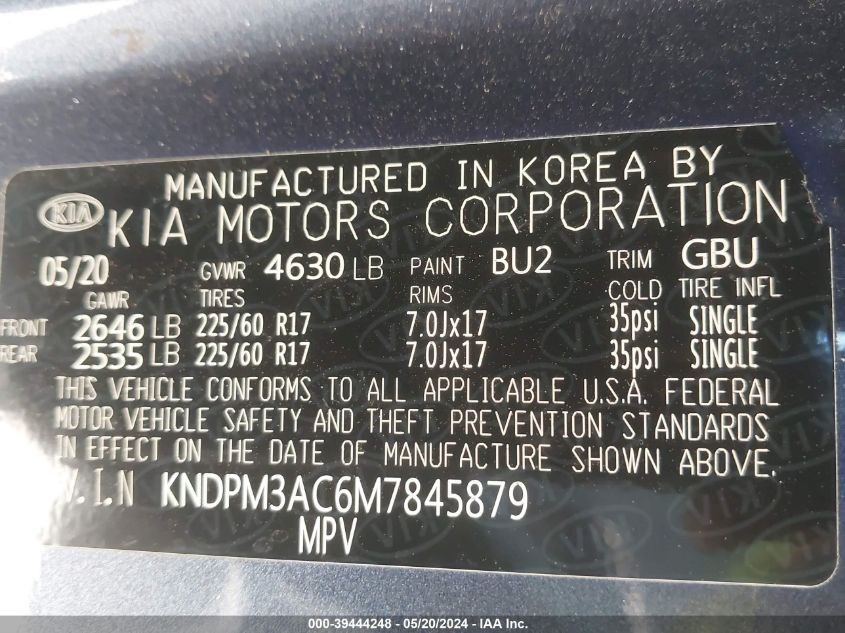 MANUFACTURED IN KOREA BY
KIA KIA MOTORS CORPORATION
05/20 GVWR 4630 LB PAINT BU2 TRIM GBU
GAWR TIRES RIMS COLD TIRE INFL
FRONT 2646 LB 225/60 R17 7.0Jx17 35psi SINGLE
REAR 2535 LB 225/60 R17 7.0Jx17 35psi SINGLE
THIS VEHICLE CONFORMS TO ALL APPLICABLE U.S.A. FEDERAL
MOTOR VEHICLE SAFETY AND THEFT PREVENTION STANDARDS
IN EFFECT ON THE DATE OF MANUFACTURE SHOWN ABOVE.
V.I.N KNDPM3AC6M7845879
MPV
000-39444248 - 05/20/2024 - IAA Inc.